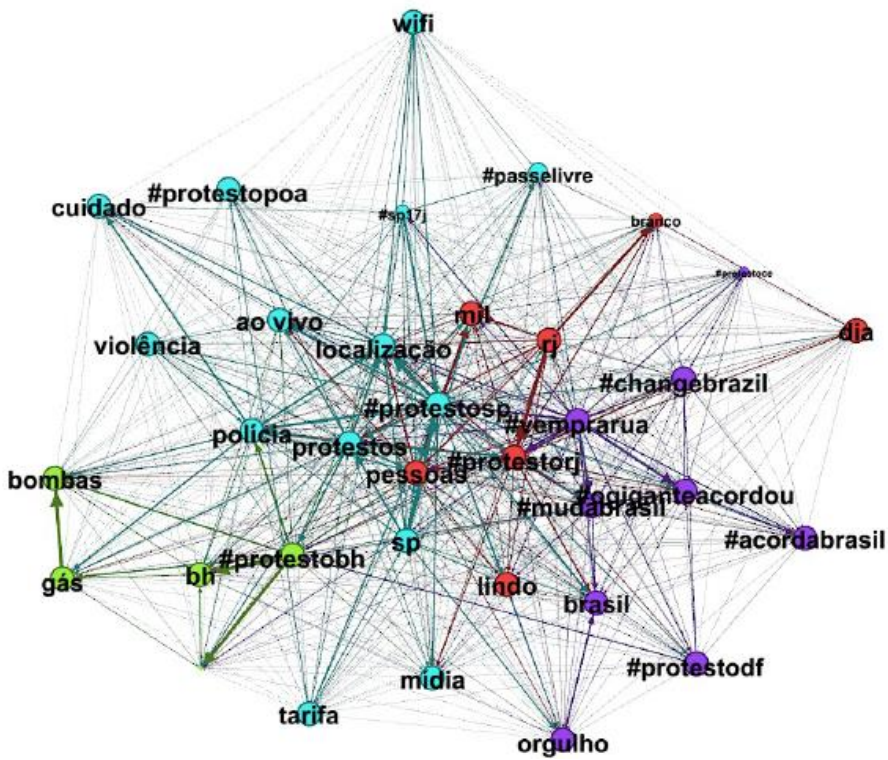 wifi
#passelivre
#protestopoa
cuidado
#sp17j
branco
#protestoce
mil
ao vivo
dia
rj
violência
localização
#changebrazil
#protestosp
#vemprarua
polícia
protestos
#protestorj
pessoas
bombas
#ogiganteacordou
#mudabrasil
#acordabrasil
sp
#protestobh
bh
gás
lindo
brasil
#protestodf
mídia
tarifa
orgulho